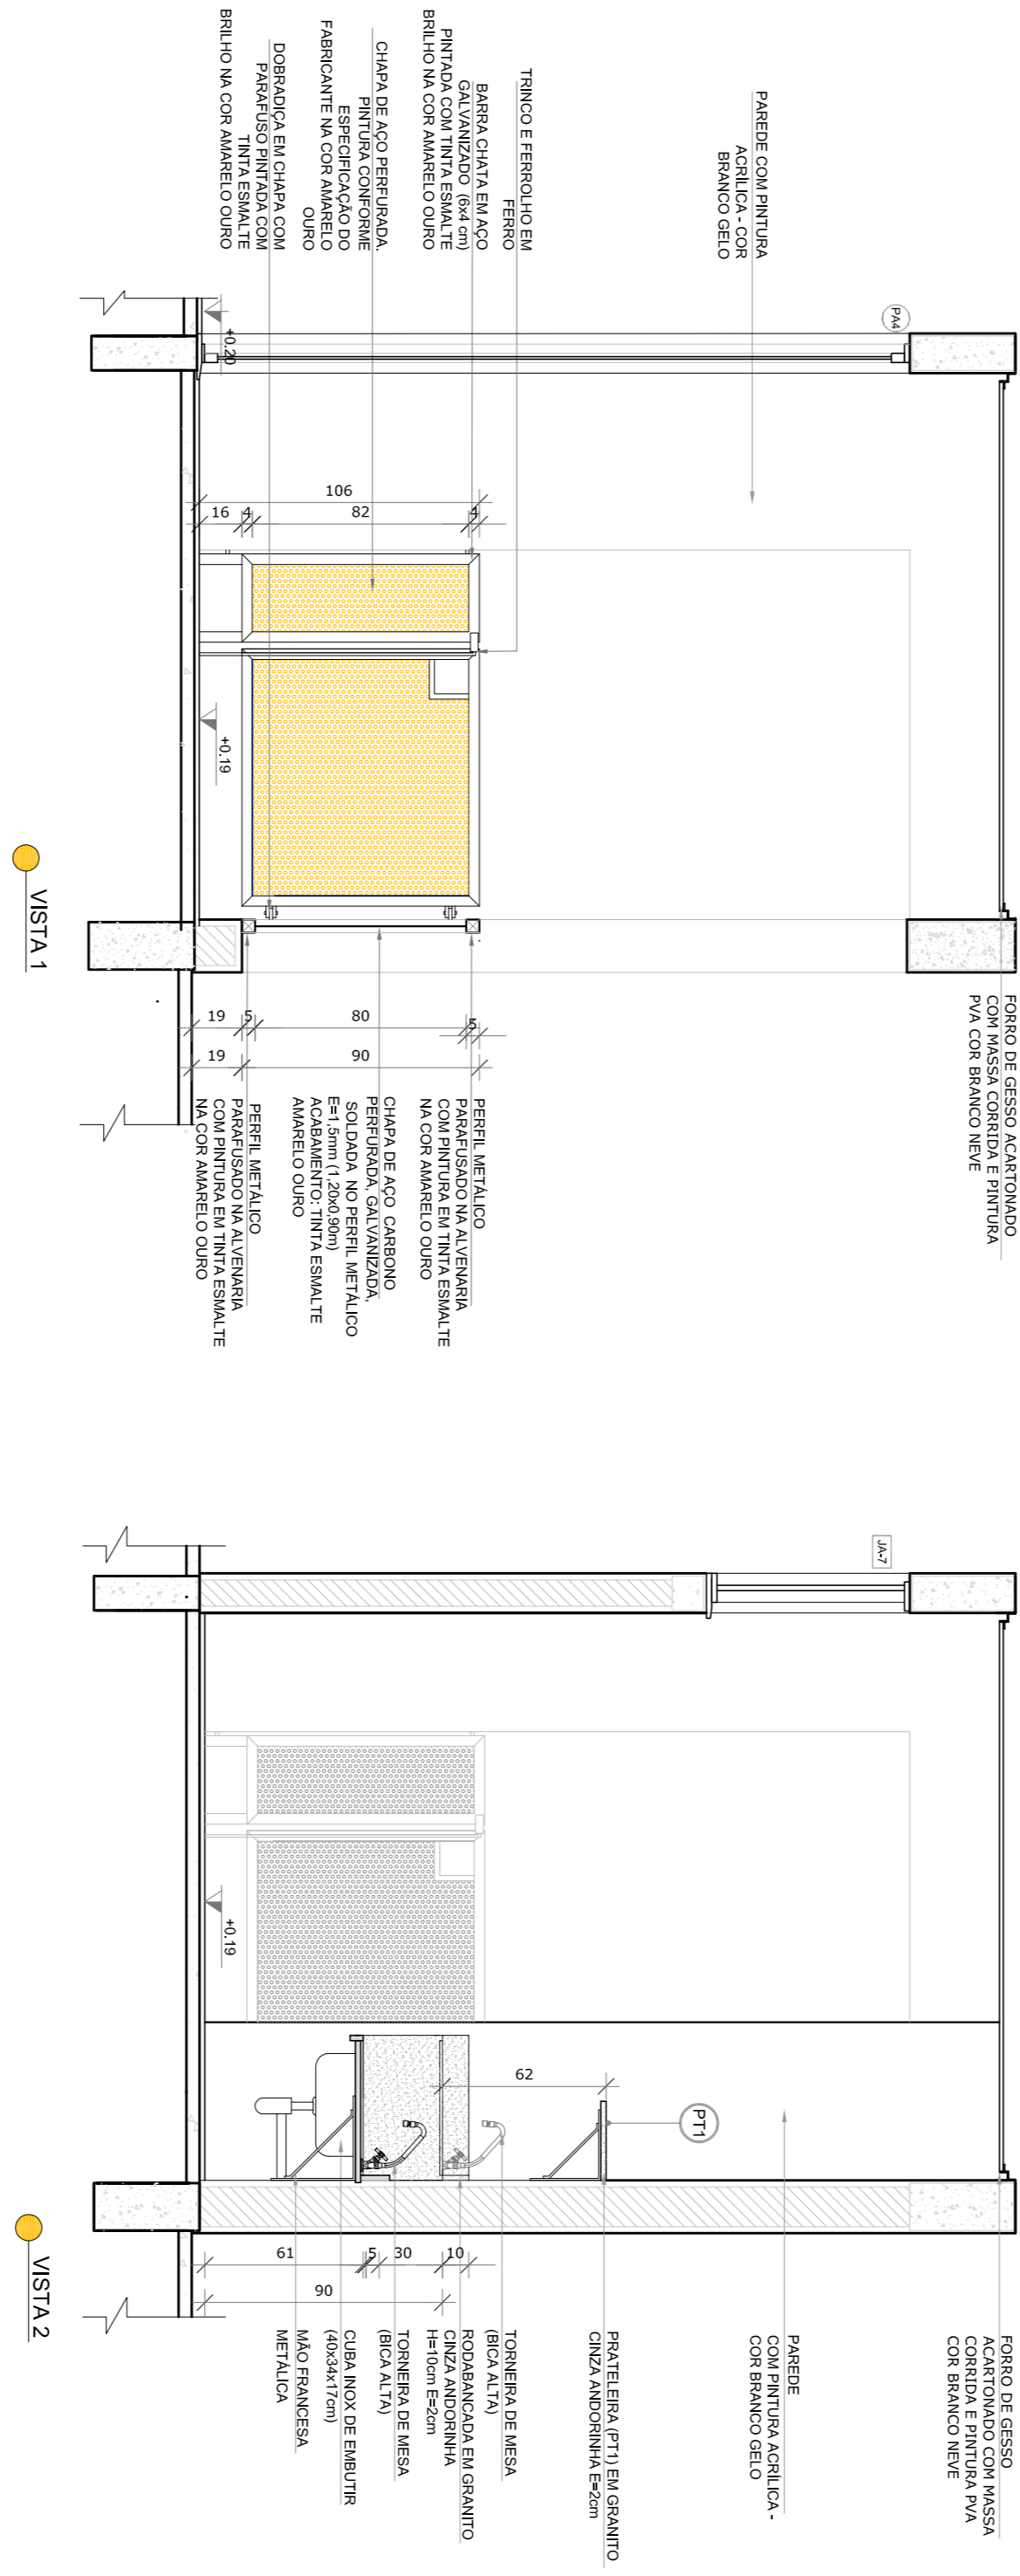 TRINCO E FERROLHO EM
FERRO
BARRA CHATA EM AÇO
GALVANIZADO (6x4 cm)
PINTADA COM TINTA ESMALTE
BRILHO NA COR AMARELO OURO
CHAPA DE AÇO PERFURADA.
PINTURA CONFORME
ESPECIFICAÇÃO DO
FABRICANTE NA COR AMARELO
OURO
DOBRADIÇA EM CHAPA COM
PARAFUSO PINTADA COM
TINTA ESMALTE
BRILHO NA COR AMARELO OURO
PAREDE COM PINTURA
ACRÍLICA - COR
BRANCO GELO
PA4
+0.20
106
16
4
82
4
+0.19
19
5
80
5
19
90
FORRO DE GESSO ACARTONADO
COM MASSA CORRIDA E PINTURA
PVA COR BRANCO NEVE
PERFIL METÁLICO
PARAFUSADO NA ALVENARIA
COM PINTURA EM TINTA ESMALTE
NA COR AMARELO OURO
CHAPA DE AÇO CARBONO
PERFURADA, GALVANIZADA,
SOLDADA NO PERFIL METÁLICO
E=1,5mm (1,20x0,90m)
ACABAMENTO: TINTA ESMALTE
AMARELO OURO
PERFIL METÁLICO
PARAFUSADO NA ALVENARIA
COM PINTURA EM TINTA ESMALTE
NA COR AMARELO OURO
VISTA 1
JA-7
+0.19
62
PT1
61
5
30
10
90
FORRO DE GESSO
ACARTONADO COM MASSA
CORRIDA E PINTURA PVA
COR BRANCO NEVE
PAREDE
COM PINTURA ACRÍLICA -
COR BRANCO GELO
PRATELEIRA (PT1) EM GRANITO
CINZA ANDORINHA E=2cm
TORNEIRA DE MESA
(BICA ALTA)
RODABANCADA EM GRANITO
CINZA ANDORINHA
H=10cm E=2cm
TORNEIRA DE MESA
(BICA ALTA)
CUBA INOX DE EMBUTIR
(40x34x17cm)
MÃO FRANCESA
METÁLICA
VISTA 2